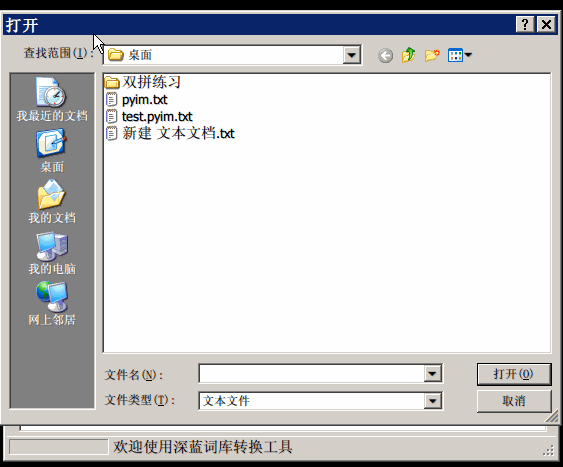 打开
查找范围(I):
桌面
我最近的文档
桌面
我的文档
我的电脑
网上邻居
双拼练习
pyim.txt
test.pyim.txt
新建 文本文档.txt
文件名(N):
打开(O)
文件类型(T):
文本文件
取消
欢迎使用深蓝词库转换工具